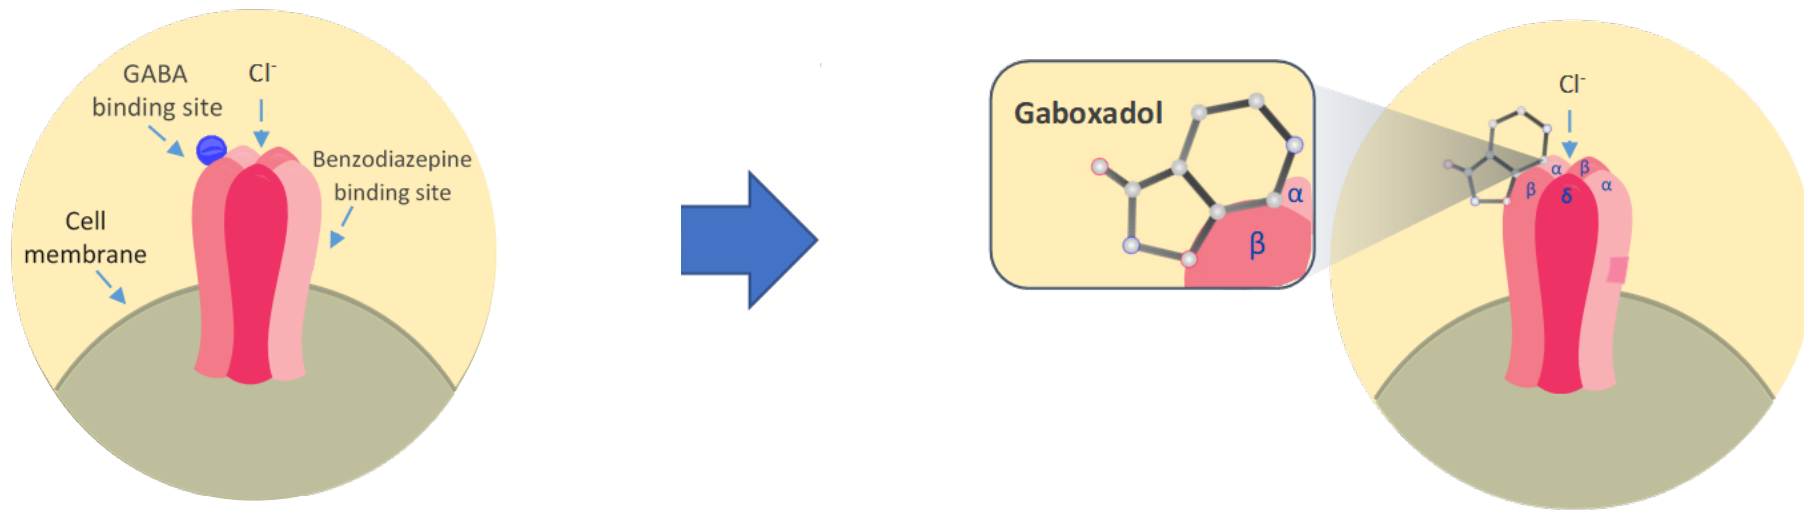 GABA
binding site
Cl⁻
Benzodiazepine
binding site
Cell
membrane
Gaboxadol
α
β
Cl⁻
α
β
β
δ
α